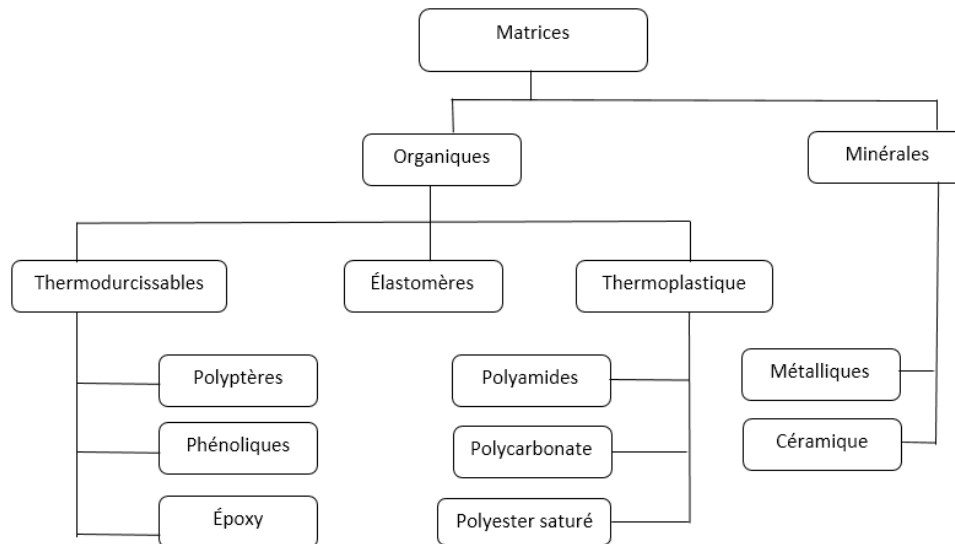 Matrices
Organiques
Minérales
Thermodurcissables
Élastomères
Thermoplastique
Polyptères
Polyamides
Métalliques
Phénoliques
Polycarbonate
Céramique
Époxy
Polyester saturé